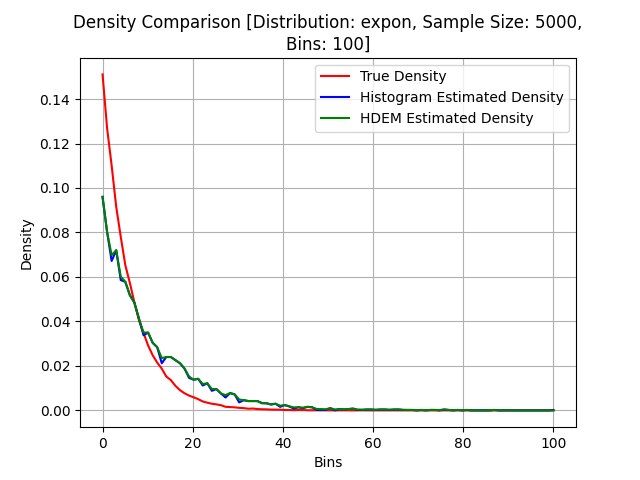 Density Comparison [Distribution: expon, Sample Size: 5000,
Bins: 100]
True Density
Histogram Estimated Density
HDEM Estimated Density
Density
0.14
0.12
0.10
0.08
0.06
0.04
0.02
0.00
0 20 40 60 80 100
Bins